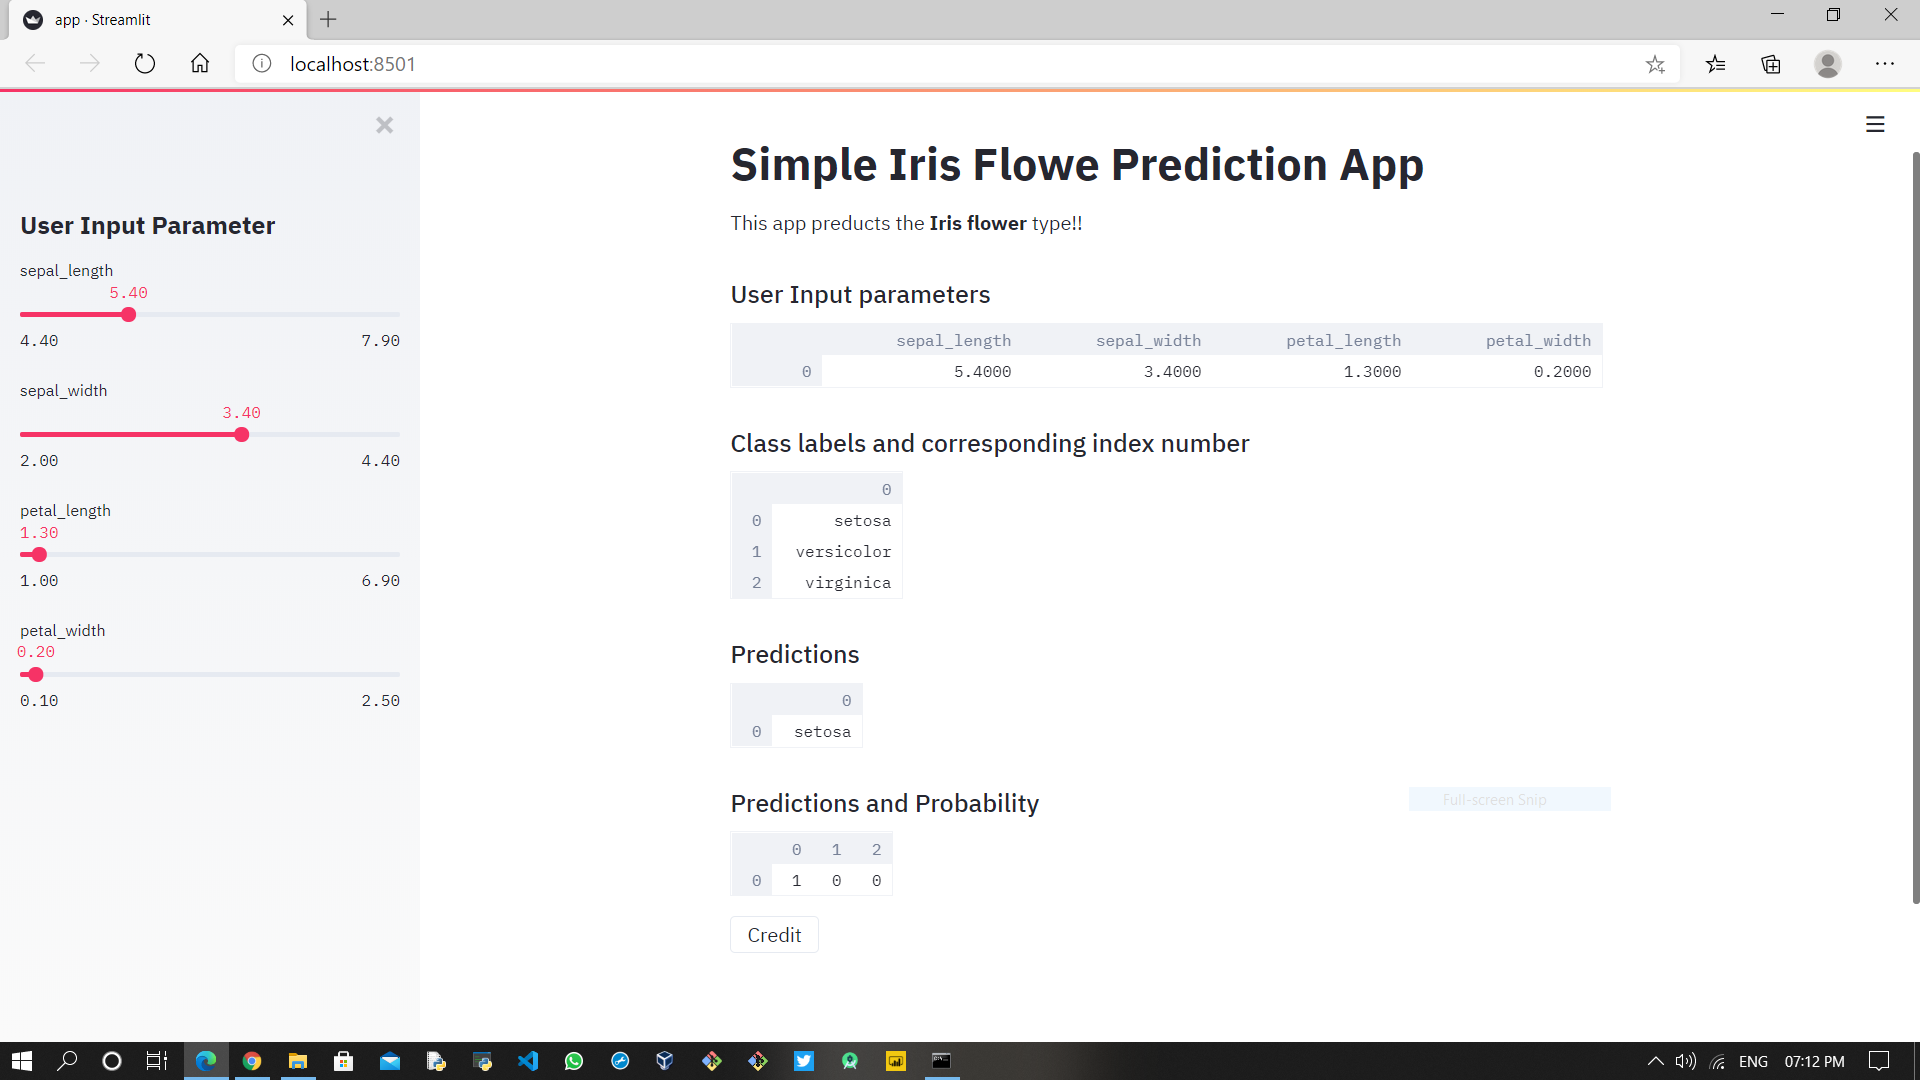 app · Streamlit
localhost:8501
User Input Parameter
sepal_length
5.40
4.40 7.90
sepal_width
3.40
2.00 4.40
petal_length
1.30
1.00 6.90
petal_width
0.20
0.10 2.50
Simple Iris Flowe Prediction App
This app preducts the Iris flower type!!
User Input parameters
sepal_length sepal_width petal_length petal_width
0 5.4000 3.4000 1.3000 0.2000
Class labels and corresponding index number
0
0 setosa
1 versicolor
2 virginica
Predictions
0
0 setosa
Predictions and Probability
Full-screen Snip
0 1 2
0 1 0 0
Credit
ENG 07:12 PM